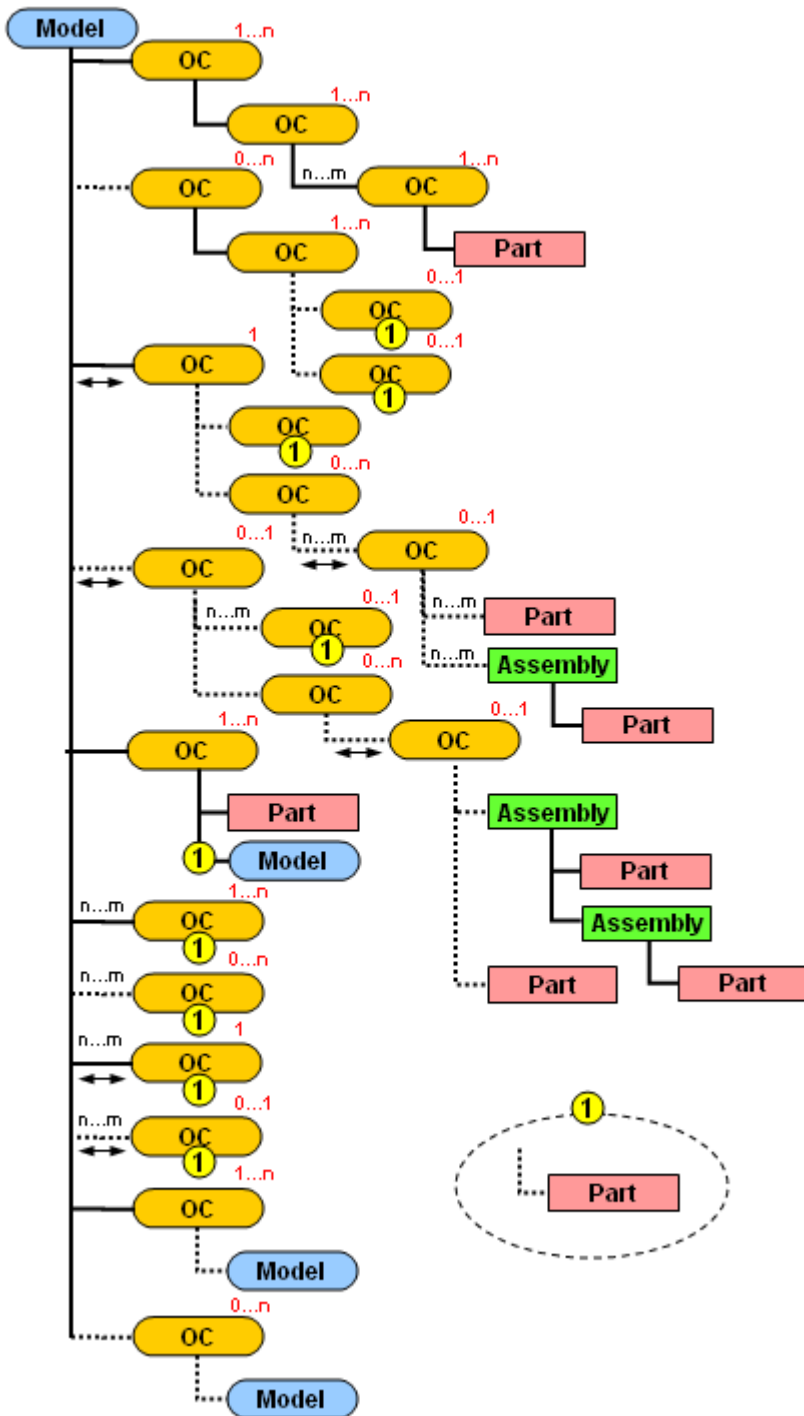 Model
1...n
OC
1...n
OC
0...n
n...m
1...n
OC
OC
1...n
Part
OC
0...1
OC
1
0...1
1
OC
OC
1
OC
1
0...n
OC
n...m
0...1
0...1
OC
OC
n...m
0...1
n...m
Part
OC
1
n...m
Assembly
0...n
OC
Part
1...n
0...1
OC
OC
Part
Assembly
1
Model
Part
1...n
n...m
OC
Assembly
1
0...n
n...m
OC
Part
Part
1
1
n...m
OC
1
1
0...1
n...m
OC
1
1...n
Part
OC
Model
0...n
OC
Model